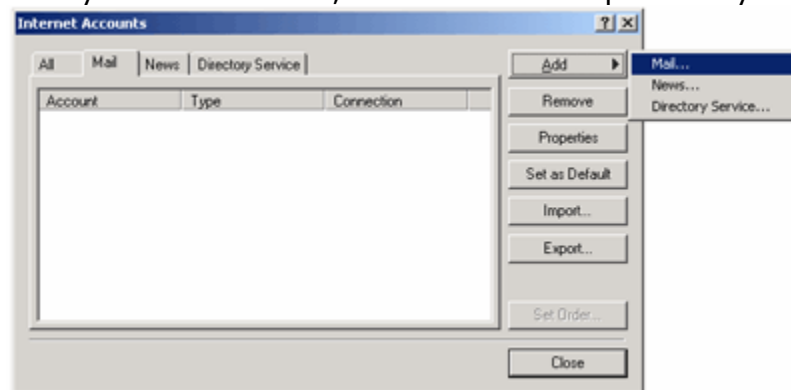 Internet Accounts
All Mail News Directory Service
Account Type Connection
Add
Mail...
News...
Directory Service...
Remove
Properties
Set as Default
Import...
Export...
Set Order...
Close